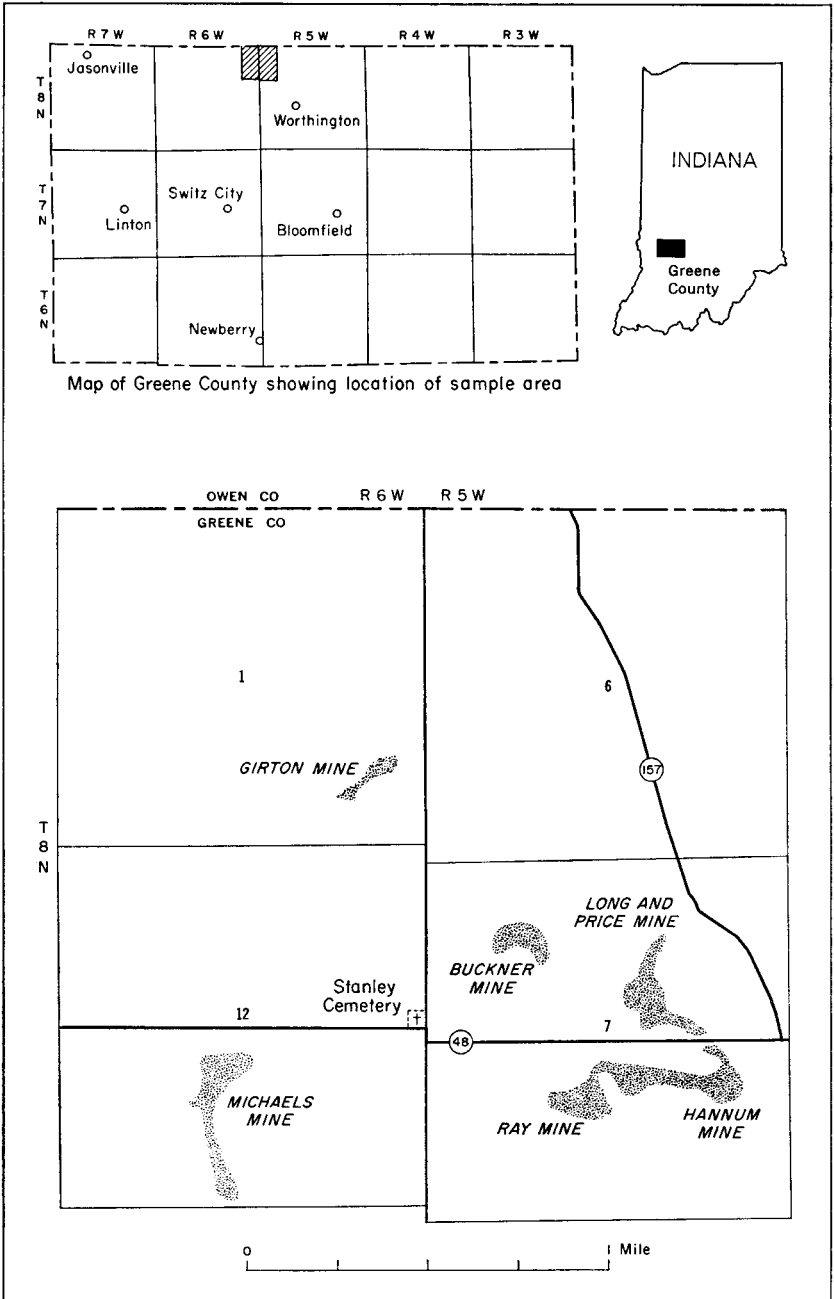 R 7 W R 6 W R 5 W R 4 W R 3 W
T 8 N
Jasonville
Worthington
T 7 N
Switz City
Linton
Bloomfield
T 6 N
Newberry
Map of Greene County showing location of sample area
INDIANA
Greene
County
OWEN CO R 6 W R 5 W
GREENE CO
1
6
GIRTON MINE
157
T 8 N
LONG AND
PRICE MINE
BUCKNER
MINE
Stanley
Cemetery
12
7
48
MICHAELS
MINE
RAY MINE
HANNUM
MINE
0 1 Mile